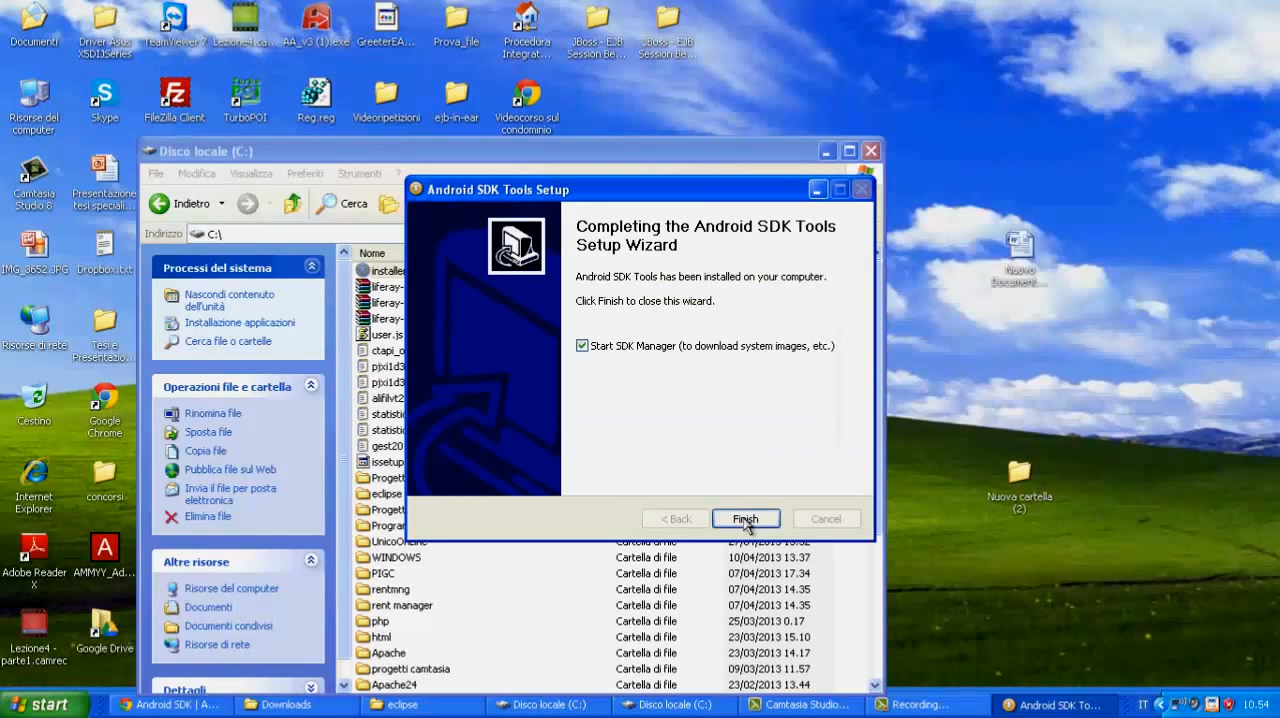 Documenti
Driver Asus
X5DIJSeries
TeamViewer 7
Lezione4.ca...
AA_v3 (1).exe
GreeterEA...
Prova_file
Procedura
Integrat...
JBoss - EJB
Session Be...
JBoss - EJB
Session Be...
Risorse del
computer
Skype
FileZilla Client
TurboPOI
Reg.reg
Videoripetizioni
ejb-in-ear
Videocorso sul
condominio
Camtasia
Studio 8
Presentazione
tesi speciali...
IMG_3652.JPG
Dropbox.txt
Risorse di rete
Tesi e
Presentazio...
Cestino
Google
Chrome
Internet
Explorer
concorsi
Adobe Reader
X
AMMYY_Ad...
Lezione4 -
parte1.camrec
Google Drive
Nuovo
Document...
Nuova cartella
(2)
Disco locale (C:)
File Modifica Visualizza Preferiti Strumenti ?
Indietro Cerca
Indirizzo C:\
Processi del sistema
Nascondi contenuto
dell'unità
Installazione applicazioni
Cerca file o cartelle
Operazioni file e cartella
Rinomina file
Sposta file
Copia file
Pubblica file sul Web
Invia il file per posta
elettronica
Elimina file
Altre risorse
Risorse del computer
Documenti
Documenti condivisi
Risorse di rete
Dettagli
Nome
installer
liferay-
liferay-
liferay-
user.js
ctapi_o
pjxi1d3
pjxi1d3
alifilvt2
statistic
statistic
gest20
issetup
Progett
eclipse
Progett
Program
UnicoOnLine Cartella di file
WINDOWS Cartella di file 10/04/2013 13.37
PIGC Cartella di file 07/04/2013 17.34
rentmng Cartella di file 07/04/2013 14.35
rent manager Cartella di file 07/04/2013 14.35
php Cartella di file 25/03/2013 0.17
html Cartella di file 23/03/2013 15.10
Apache Cartella di file 23/03/2013 14.17
progetti camtasia Cartella di file 09/03/2013 11.57
Apache24 Cartella di file 23/02/2013 13.44
Android SDK Tools Setup
Completing the Android SDK Tools
Setup Wizard
Android SDK Tools has been installed on your computer.
Click Finish to close this wizard.
Start SDK Manager (to download system images, etc.)
< Back Finish Cancel
start Android SDK | A... Downloads eclipse Disco locale (C:) Disco locale (C:) Camtasia Studio... Recording... Android SDK To... IT 10.54